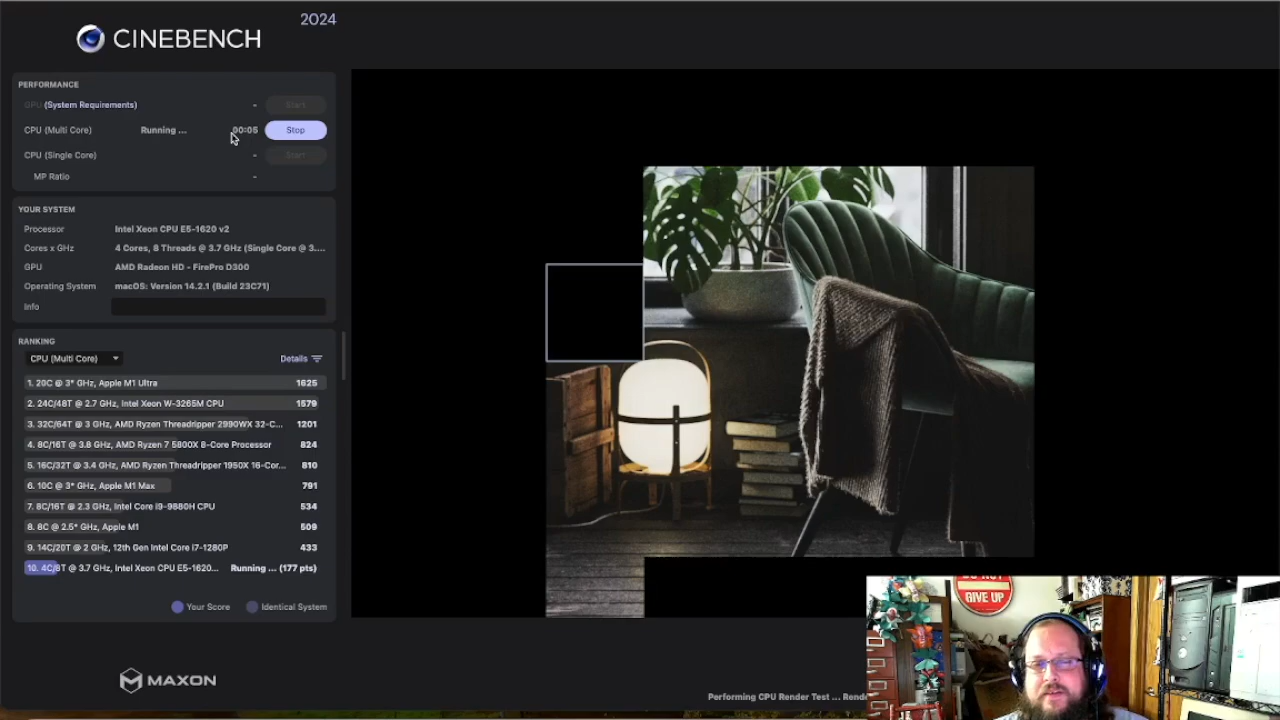 2024
CINEBENCH
PERFORMANCE
GPU (System Requirements) - Start
CPU (Multi Core) Running ... 00:05 Stop
CPU (Single Core) - Start
MP Ratio -
YOUR SYSTEM
Processor Intel Xeon CPU E5-1620 v2
Cores x GHz 4 Cores, 8 Threads @ 3.7 GHz (Single Core @ 3....
GPU AMD Radeon HD - FirePro D300
Operating System macOS: Version 14.2.1 (Build 23C71)
Info
RANKING
CPU (Multi Core) Details
1. 20C @ 3* GHz, Apple M1 Ultra 1625
2. 24C/48T @ 2.7 GHz, Intel Xeon W-3265M CPU 1579
3. 32C/64T @ 3 GHz, AMD Ryzen Threadripper 2990WX 32-C... 1201
4. 8C/16T @ 3.8 GHz, AMD Ryzen 7 5800X 8-Core Processor 824
5. 16C/32T @ 3.4 GHz, AMD Ryzen Threadripper 1950X 16-Cor... 810
6. 10C @ 3* GHz, Apple M1 Max 791
7. 8C/16T @ 2.3 GHz, Intel Core i9-9880H CPU 534
8. 8C @ 2.5* GHz, Apple M1 509
9. 14C/20T @ 2 GHz, 12th Gen Intel Core i7-1280P 433
10. 4C/8T @ 3.7 GHz, Intel Xeon CPU E5-1620... Running ... (177 pts)
Your Score Identical System
DO NOT
GIVE UP
MAXON
Performing CPU Render Test ... Rende